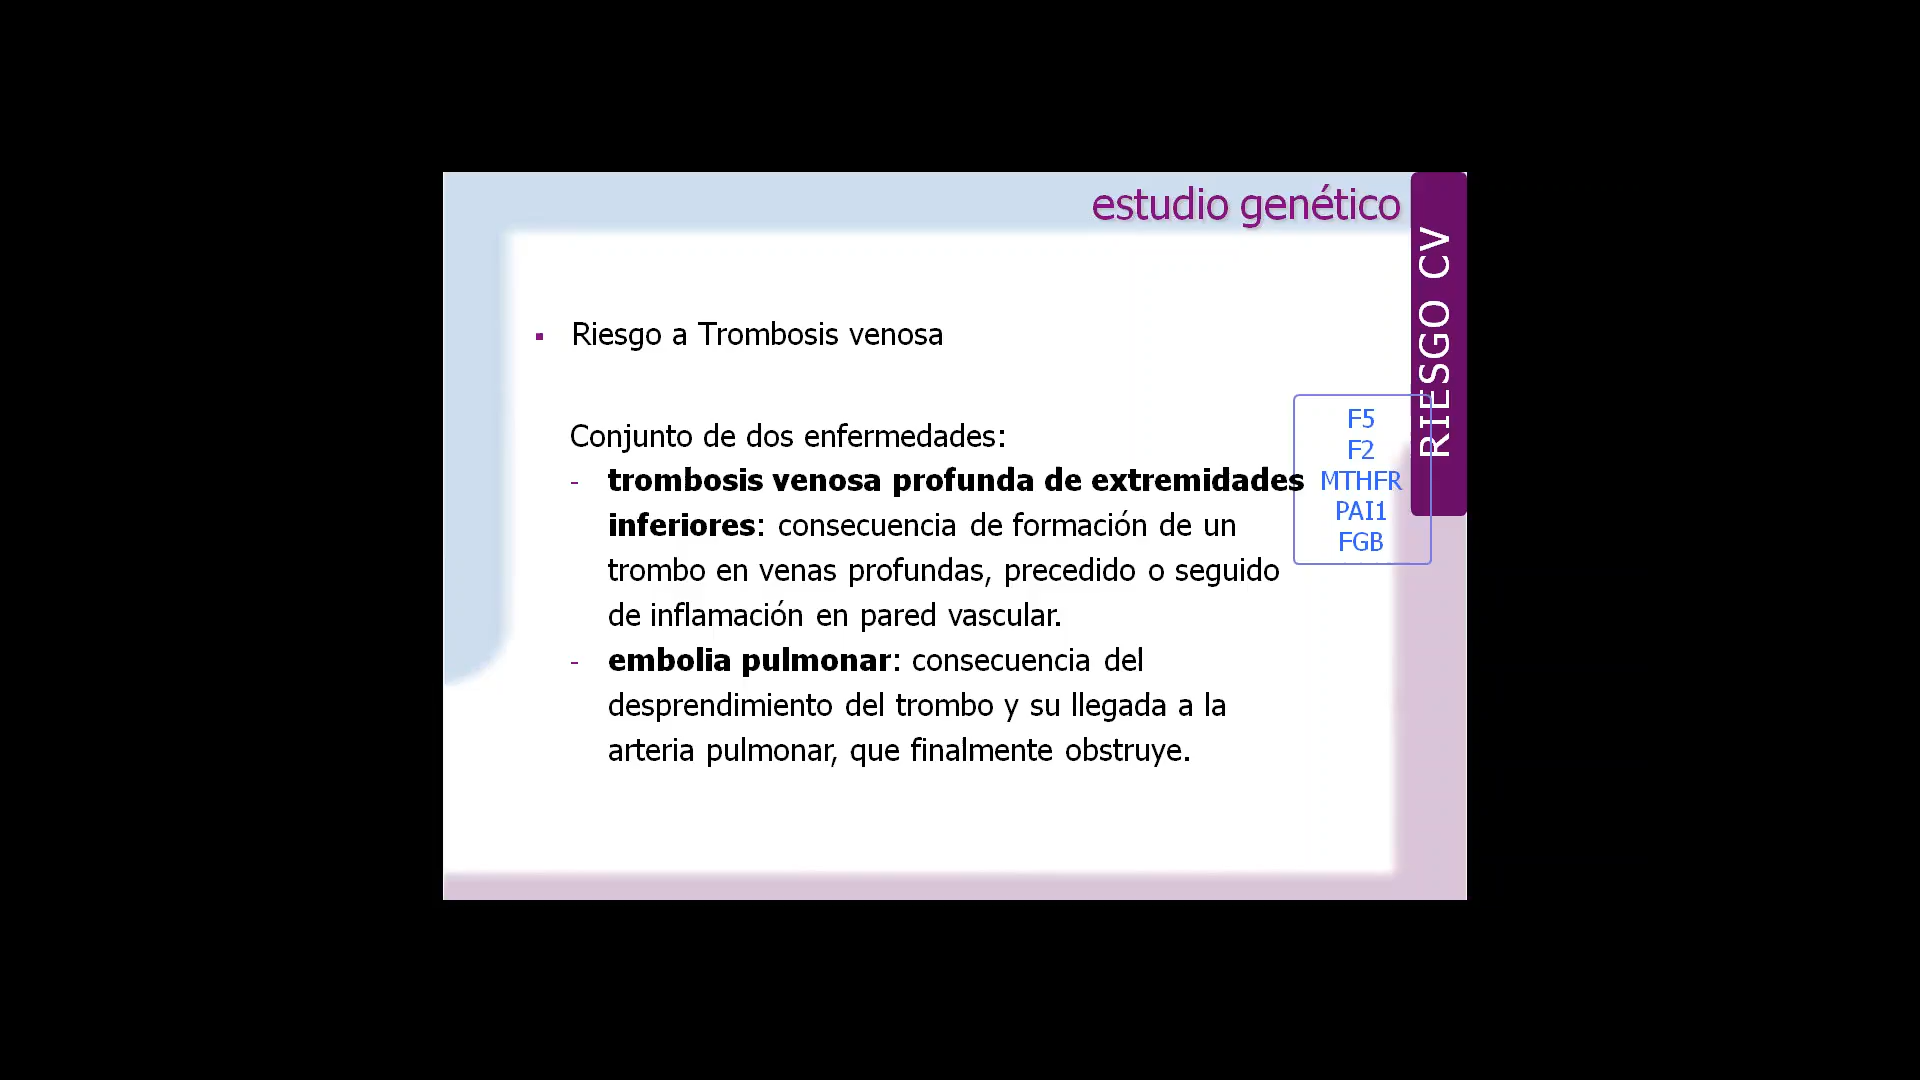 estudio genético
RIESGO CV
▪ Riesgo a Trombosis venosa
Conjunto de dos enfermedades:
- trombosis venosa profunda de extremidades
inferiores: consecuencia de formación de un
trombo en venas profundas, precedido o seguido
de inflamación en pared vascular.
- embolia pulmonar: consecuencia del
desprendimiento del trombo y su llegada a la
arteria pulmonar, que finalmente obstruye.
F5
F2
MTHFR
PAI1
FGB